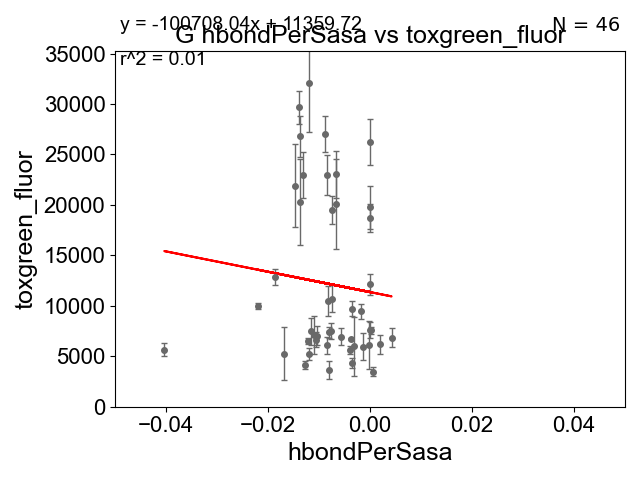 y = -100708.04x + 11359.72
N = 46
G hbondPerSasa vs toxgreen_fluor
r^2 = 0.01
35000
30000
25000
20000
15000
10000
5000
0
toxgreen_fluor
−0.04
−0.02
0.00
0.02
0.04
hbondPerSasa